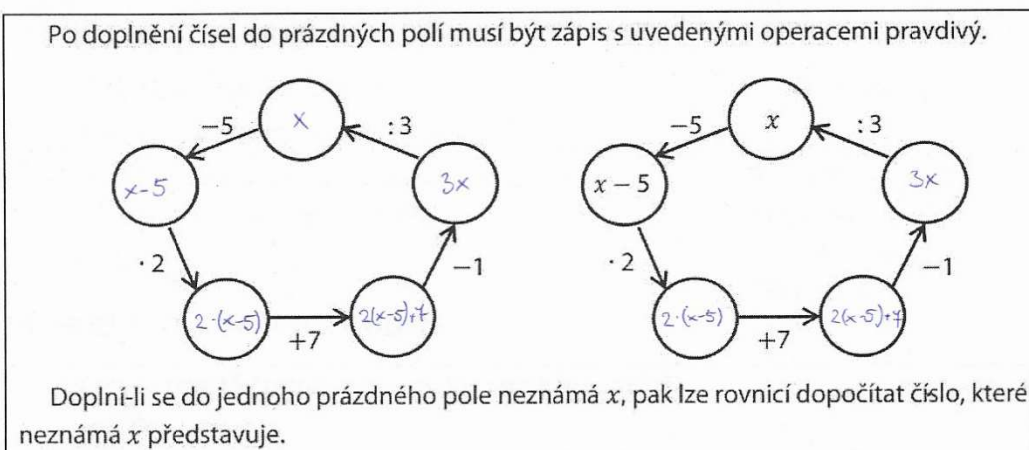 Po doplnění čísel do prázdných polí musí být zápis s uvedenými operacemi pravdivý.
x
−5
:3
x-5
3x
· 2
−1
2·(x-5)
+7
2(x-5)+7
x
−5
:3
x − 5
3x
· 2
−1
2·(x-5)
+7
2(x-5)+7
Doplní-li se do jednoho prázdného pole neznámá x, pak lze rovnicí dopočítat číslo, které
neznámá x představuje.